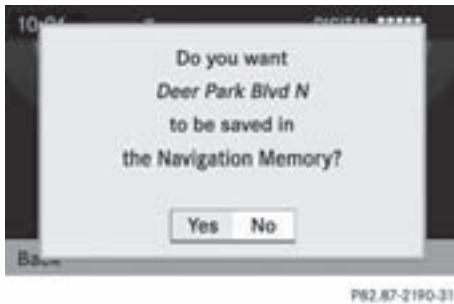 DIGITAL
Do you want
Deer Park Blvd N
to be saved in
the Navigation Memory?
Yes No
Back
P82.87-2190-31